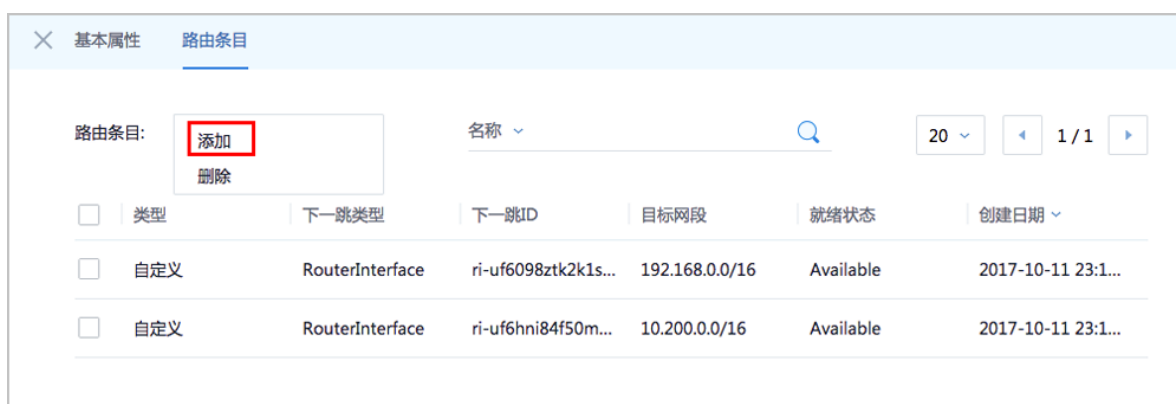 基本属性 路由条目
路由条目: 添加 名称 20 1 / 1
删除
类型 下一跳类型 下一跳ID 目标网段 就绪状态 创建日期
自定义 RouterInterface ri-uf6098ztk2k1s... 192.168.0.0/16 Available 2017-10-11 23:1...
自定义 RouterInterface ri-uf6hni84f50m... 10.200.0.0/16 Available 2017-10-11 23:1...